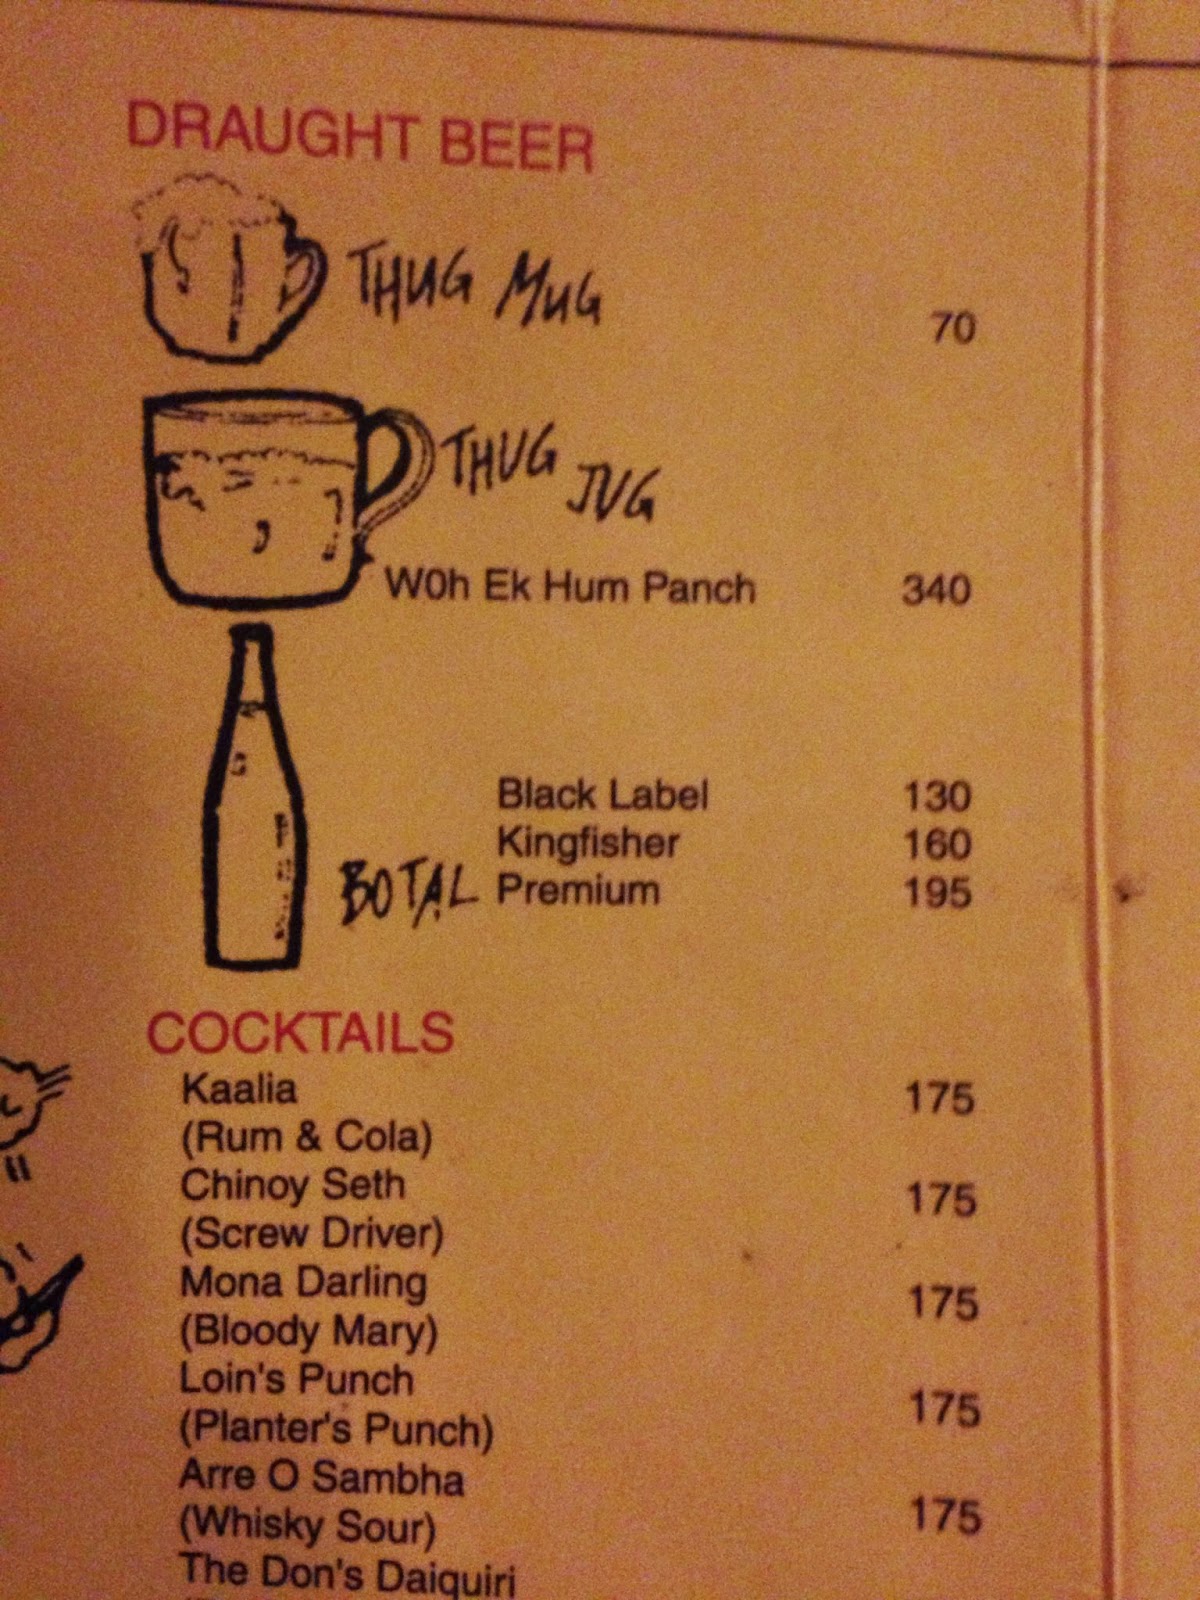 DRAUGHT BEER
THUG MUG 70
THUG JUG
W0h Ek Hum Panch 340
Black Label 130
Kingfisher 160
BOTAL Premium 195
COCKTAILS
Kaalia 175
(Rum & Cola)
Chinoy Seth 175
(Screw Driver)
Mona Darling 175
(Bloody Mary)
Loin's Punch 175
(Planter's Punch)
Arre O Sambha 175
(Whisky Sour)
The Don's Daiquiri